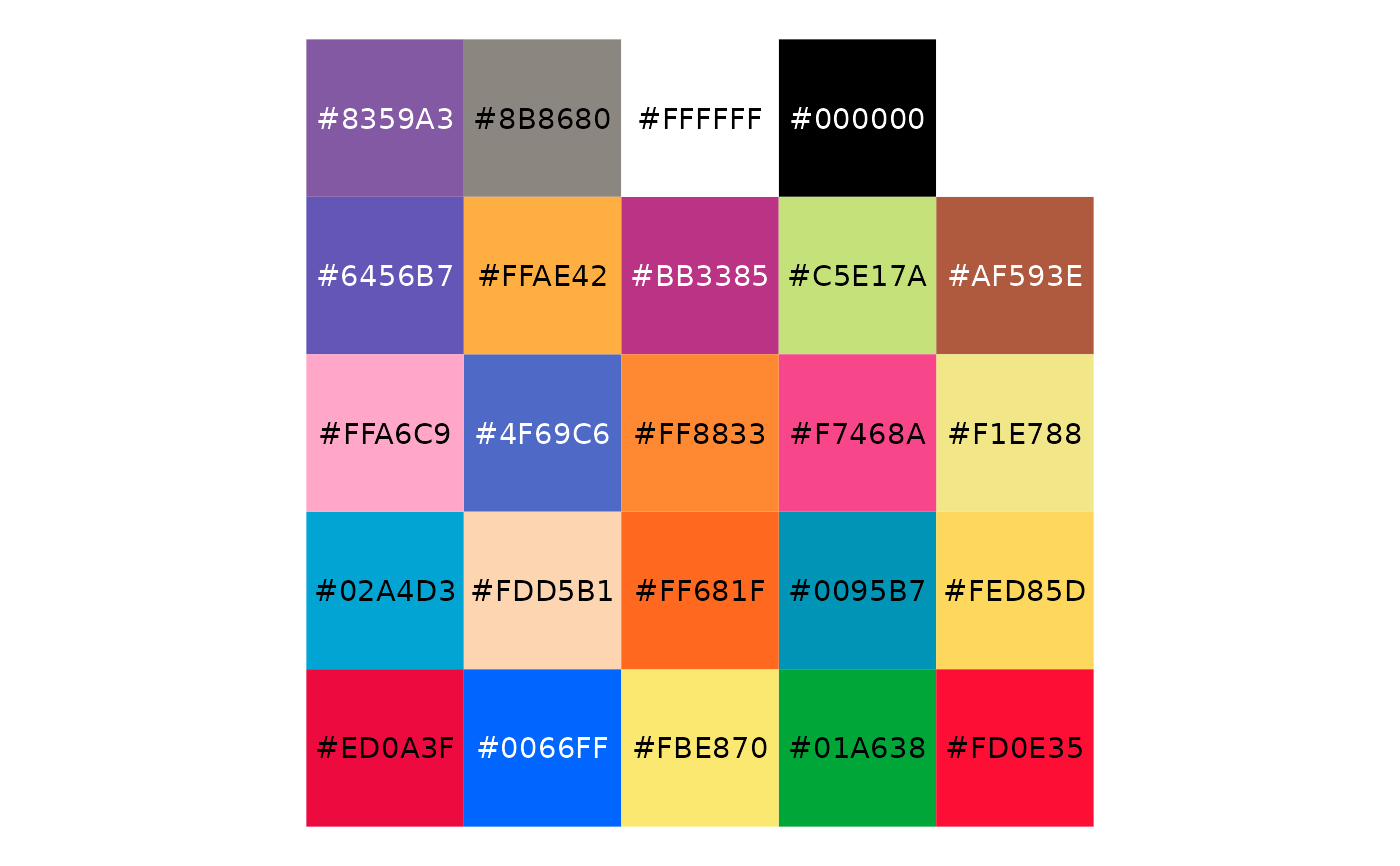 #8359A3 #8B8680 #FFFFFF #000000
#6456B7 #FFAE42 #BB3385 #C5E17A #AF593E
#FFA6C9 #4F69C6 #FF8833 #F7468A #F1E788
#02A4D3 #FDD5B1 #FF681F #0095B7 #FED85D
#ED0A3F #0066FF #FBE870 #01A638 #FD0E35